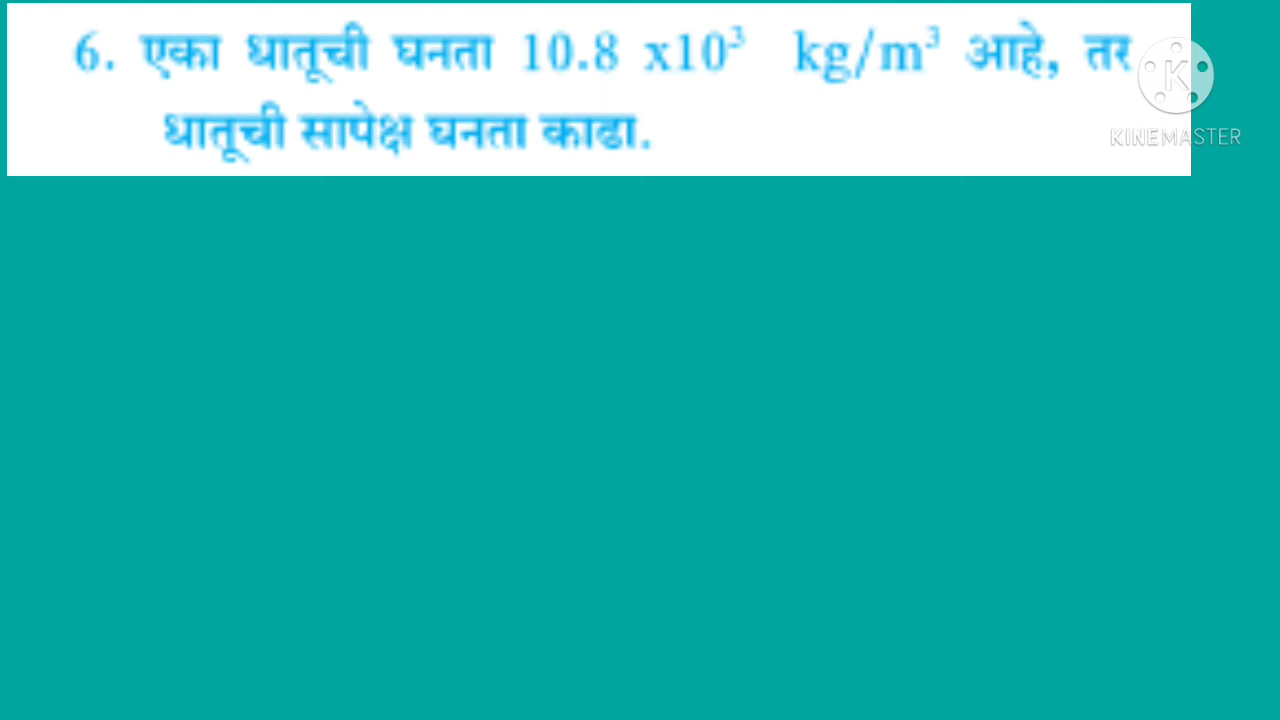 6. एका धातूची घनता 10.8 x10³ kg/m³ आहे, तर
धातूची सापेक्ष घनता काढा.
K
KINEMASTER